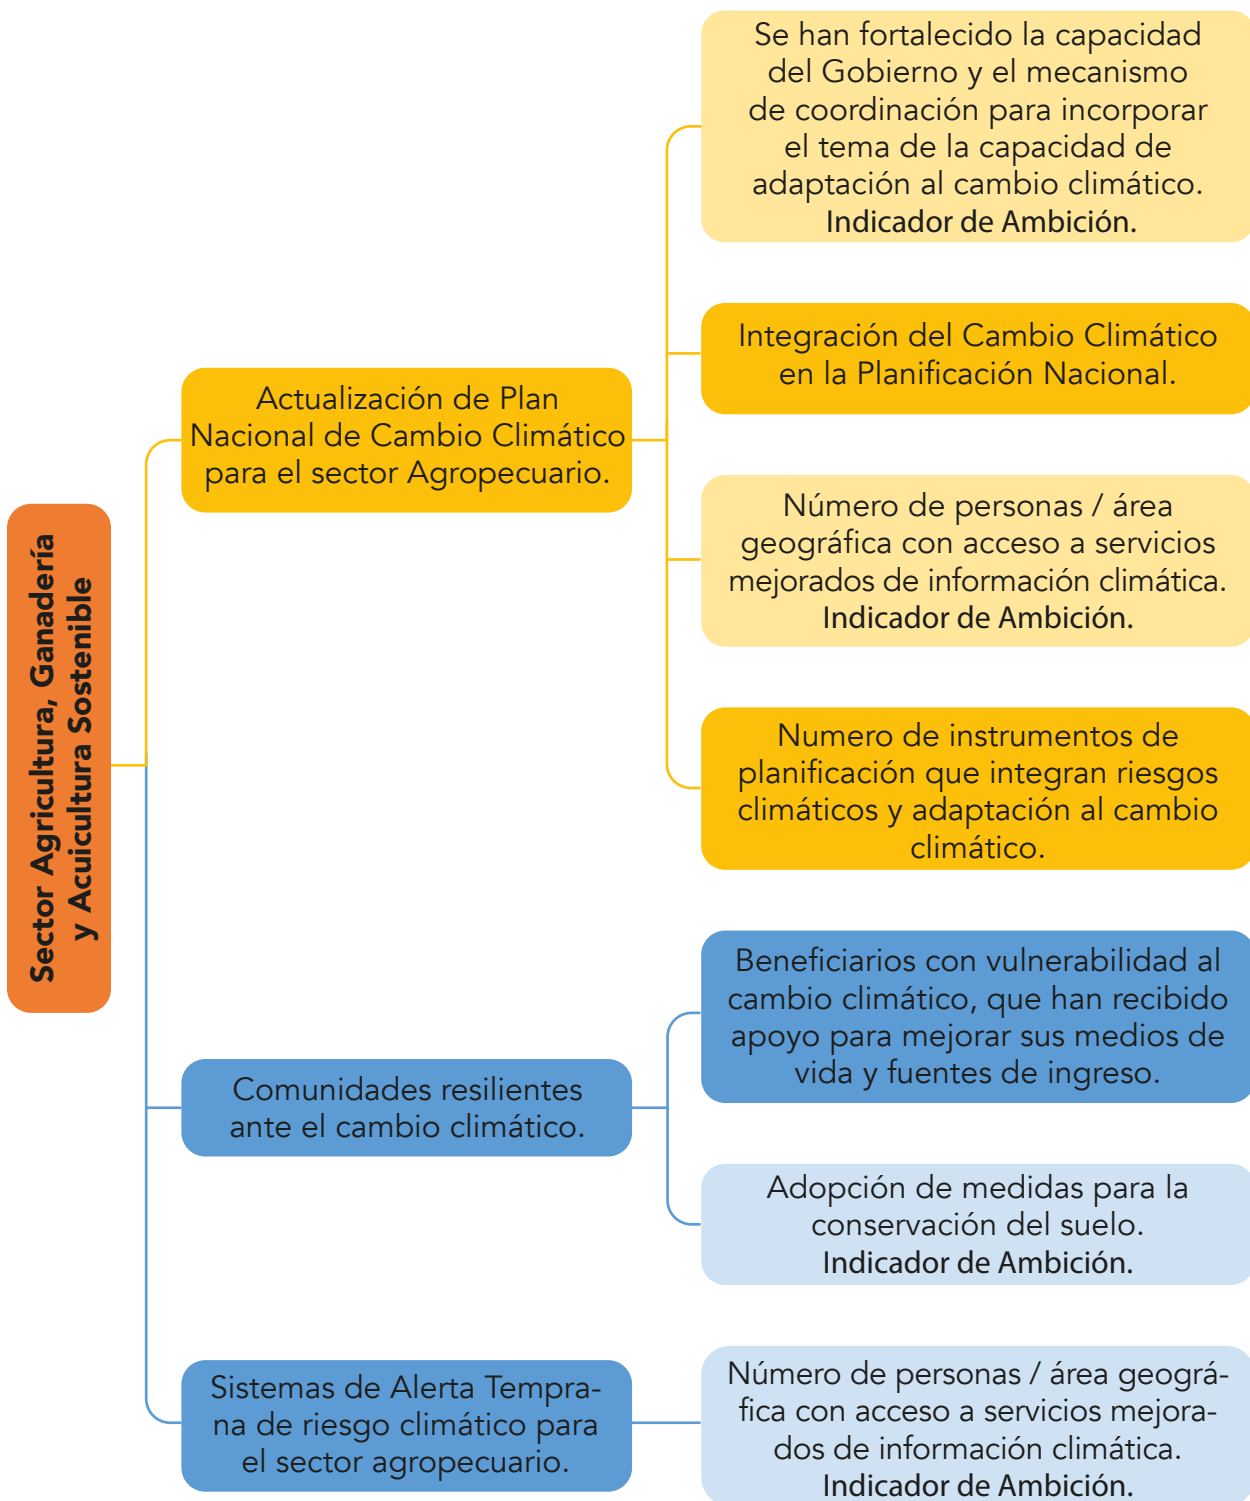 Sector Agricultura, Ganadería
y Acuicultura Sostenible
Actualización de Plan
Nacional de Cambio Climático
para el sector Agropecuario.
Se han fortalecido la capacidad
del Gobierno y el mecanismo
de coordinación para incorporar
el tema de la capacidad de
adaptación al cambio climático.
Indicador de Ambición.
Integración del Cambio Climático
en la Planificación Nacional.
Número de personas / área
geográfica con acceso a servicios
mejorados de información climática.
Indicador de Ambición.
Numero de instrumentos de
planificación que integran riesgos
climáticos y adaptación al cambio
climático.
Comunidades resilientes
ante el cambio climático.
Beneficiarios con vulnerabilidad al
cambio climático, que han recibido
apoyo para mejorar sus medios de
vida y fuentes de ingreso.
Adopción de medidas para la
conservación del suelo.
Indicador de Ambición.
Sistemas de Alerta Tempra-
na de riesgo climático para
el sector agropecuario.
Número de personas / área geográ-
fica con acceso a servicios mejora-
dos de información climática.
Indicador de Ambición.